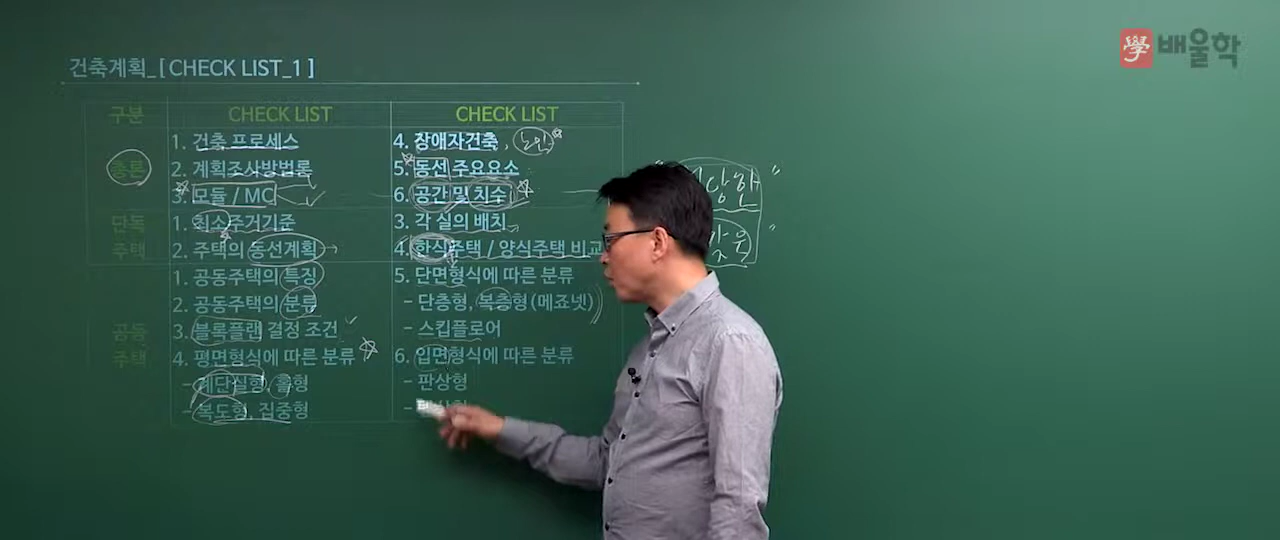 學 배울학
건축계획_[ CHECK LIST_1 ]
구분 CHECK LIST CHECK LIST
총론
1. 건축 프로세스
2. 계획조사방법론
3. 모듈 / MC
4. 장애자건축, 노인
5. 동선 주요요소
6. 공간 및 치수
단독
주택
1. 최소주거기준
2. 주택의 동선계획
3. 각 실의 배치
4. 한식주택 / 양식주택 비교
공동
주택
1. 공동주택의 특징
2. 공동주택의 분류
3. 블록플랜 결정 조건
4. 평면형식에 따른 분류
- 계단실형, 홀형
- 복도형, 집중형
5. 단면형식에 따른 분류
- 단층형, 복층형(메죠넷)
- 스킵플로어
6. 입면형식에 따른 분류
- 판상형